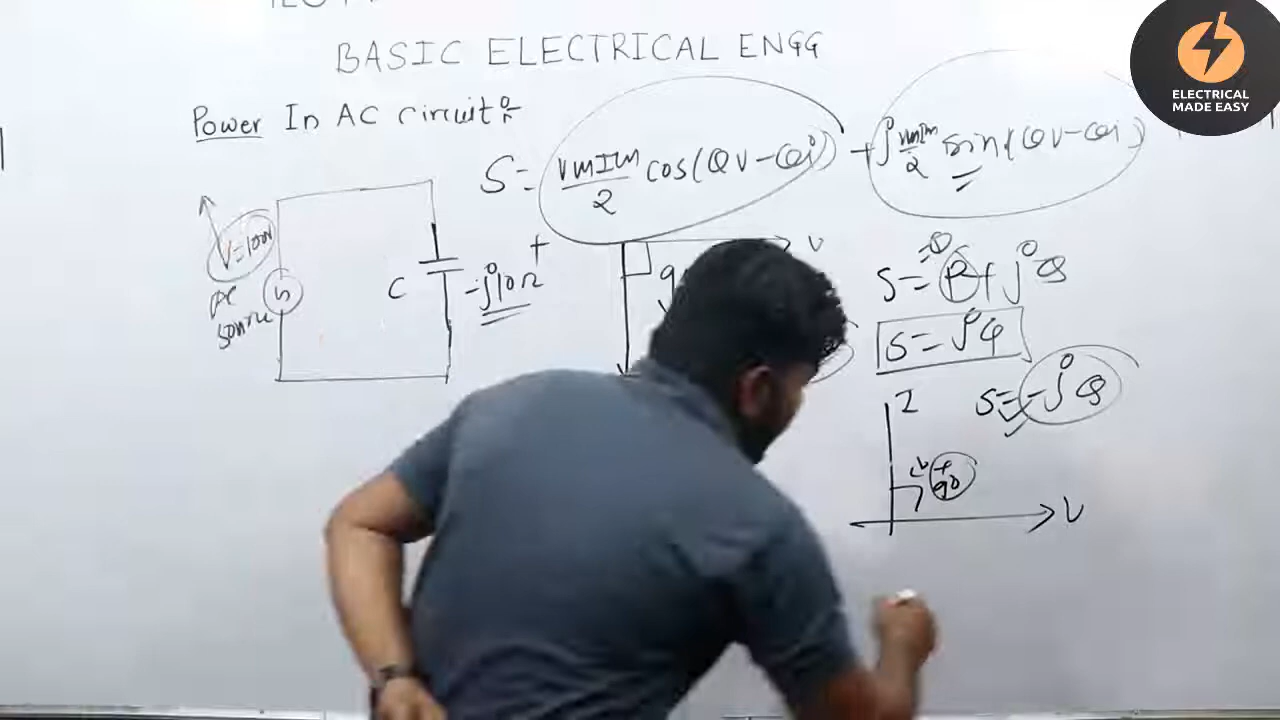 BASIC ELECTRICAL ENGG
ELECTRICAL
MADE EASY
Power In AC Circuit
S = VmIm/2 cos(θv-θi) + j VmIm/2 sin(θv-θi)
V=100v
source
C
-j10Ω
+
V
S = P + jQ
=0
S = jQ
S = -jQ
I
+
90
V